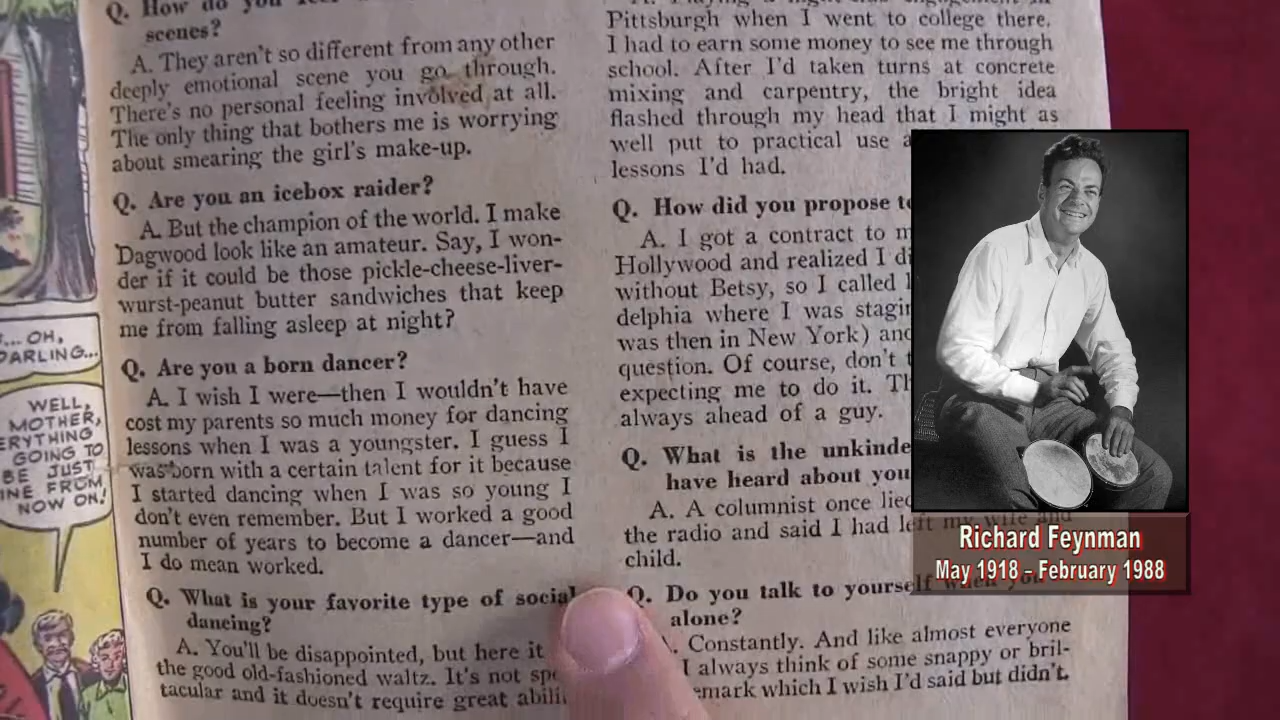 Q. How do you
scenes?
A. They aren't so different from any other
deeply emotional scene you go through.
There's no personal feeling involved at all.
The only thing that bothers me is worrying
about smearing the girl's make-up.
Q. Are you an icebox raider?
A. But the champion of the world. I make
Dagwood look like an amateur. Say, I won-
der if it could be those pickle-cheese-liver-
wurst-peanut butter sandwiches that keep
me from falling asleep at night?
Q. Are you a born dancer?
A. I wish I were—then I wouldn't have
cost my parents so much money for dancing
lessons when I was a youngster. I guess I
was born with a certain talent for it because
I started dancing when I was so young I
don't even remember. But I worked a good
number of years to become a dancer—and
I do mean worked.
Q. What is your favorite type of social
dancing?
A. You'll be disappointed, but here it
the good old-fashioned waltz. It's not spe
tacular and it doesn't require great abili
Pittsburgh when I went to college there.
I had to earn some money to see me through
school. After I'd taken turns at concrete
mixing and carpentry, the bright idea
flashed through my head that I might as
well put to practical use a
lessons I'd had.
Q. How did you propose to
A. I got a contract to m
Hollywood and realized I di
without Betsy, so I called
delphia where I was stagin
was then in New York) and
question. Of course, don't t
expecting me to do it. Th
always ahead of a guy.
Q. What is the unkinde
have heard about you
A. A columnist once lied
the radio and said I had left my wife and
child.
Q. Do you talk to yourself when you
alone?
. Constantly. And like almost everyone
I always think of some snappy or bril-
emark which I wish I'd said but didn't.
... OH,
DARLING...
WELL,
MOTHER,
ERYTHING
GOING TO
BE JUST
INE FROM
NOW ON!
Richard Feynman
May 1918 – February 1988